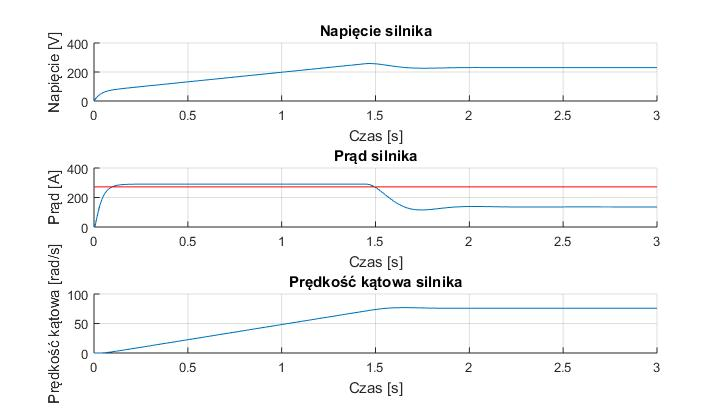 Napięcie silnika
Napięcie [V]
400
200
0
0 0.5 1 1.5 2 2.5 3
Czas [s]
Prąd silnika
Prąd [A]
400
200
0
0 0.5 1 1.5 2 2.5 3
Czas [s]
Prędkość kątowa silnika
Prędkość kątowa [rad/s]
100
50
0
0 0.5 1 1.5 2 2.5 3
Czas [s]